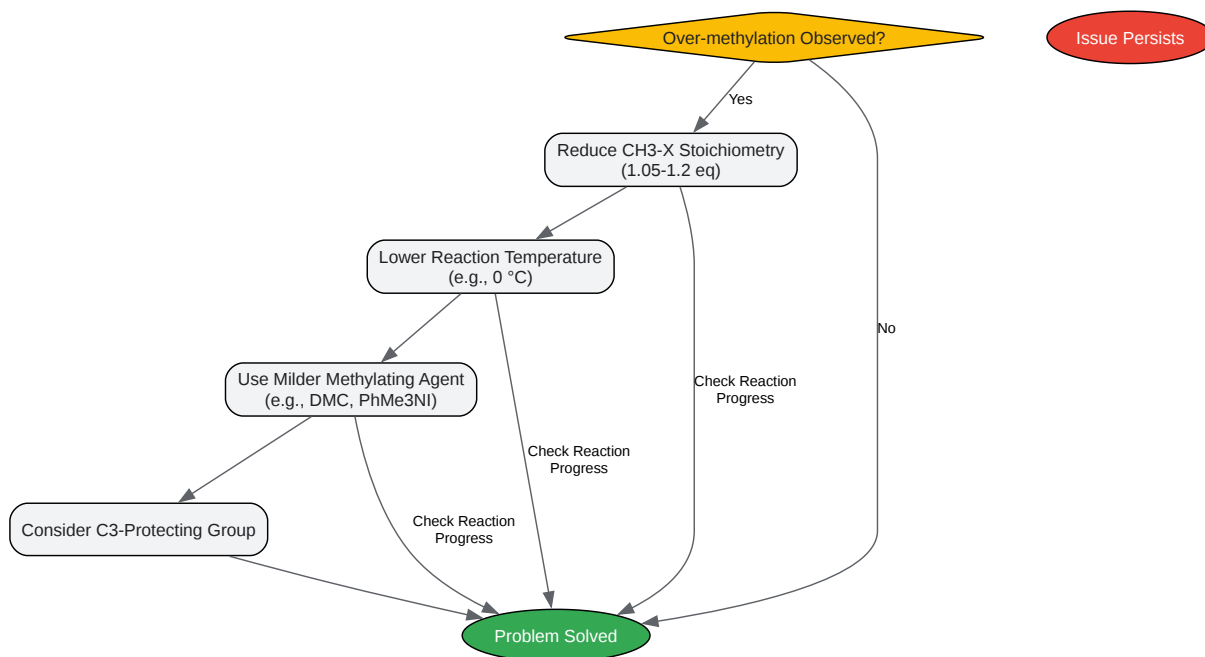 Over-methylation Observed?
Issue Persists
Yes
Reduce CH3-X Stoichiometry
(1.05-1.2 eq)
Lower Reaction Temperature
(e.g., 0 °C)
No
Use Milder Methylating Agent
(e.g., DMC, PhMe3NI)
Check Reaction
Progress
Check Reaction
Progress
Consider C3-Protecting Group
Check Reaction
Progress
Problem Solved